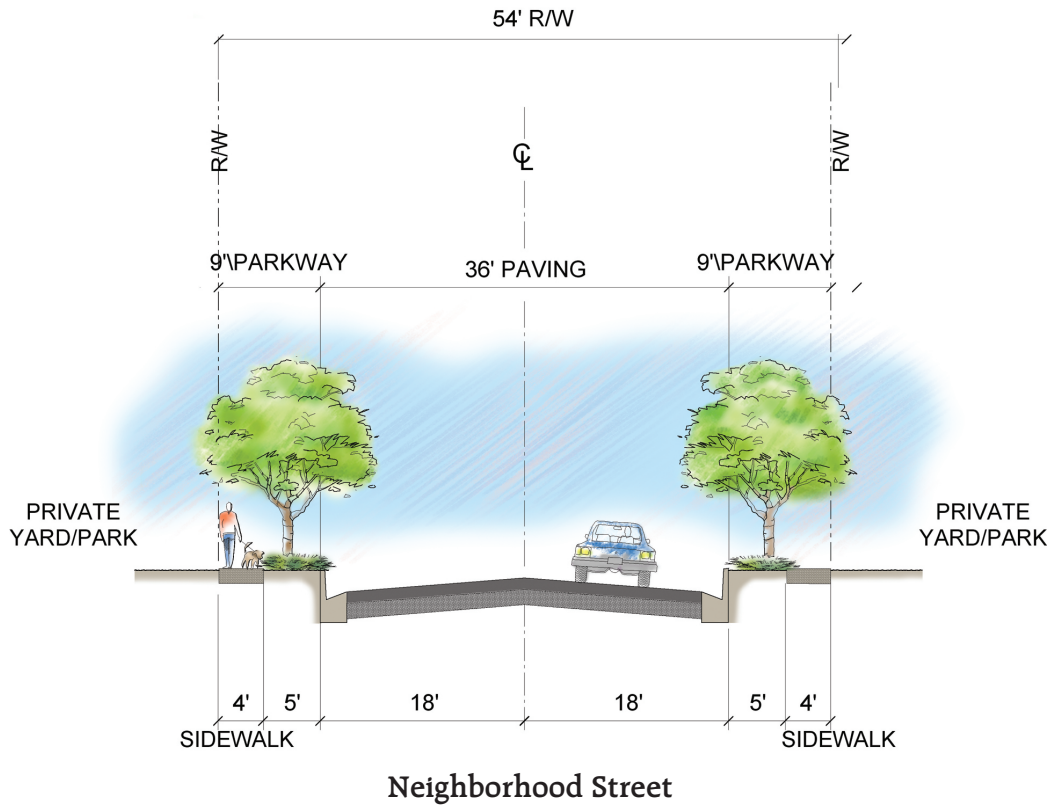 54' R/W
R/W
℄
R/W
9'\PARKWAY
36' PAVING
9'\PARKWAY
PRIVATE
YARD/PARK
PRIVATE
YARD/PARK
4'
5'
18'
18'
5'
4'
SIDEWALK
SIDEWALK
Neighborhood Street